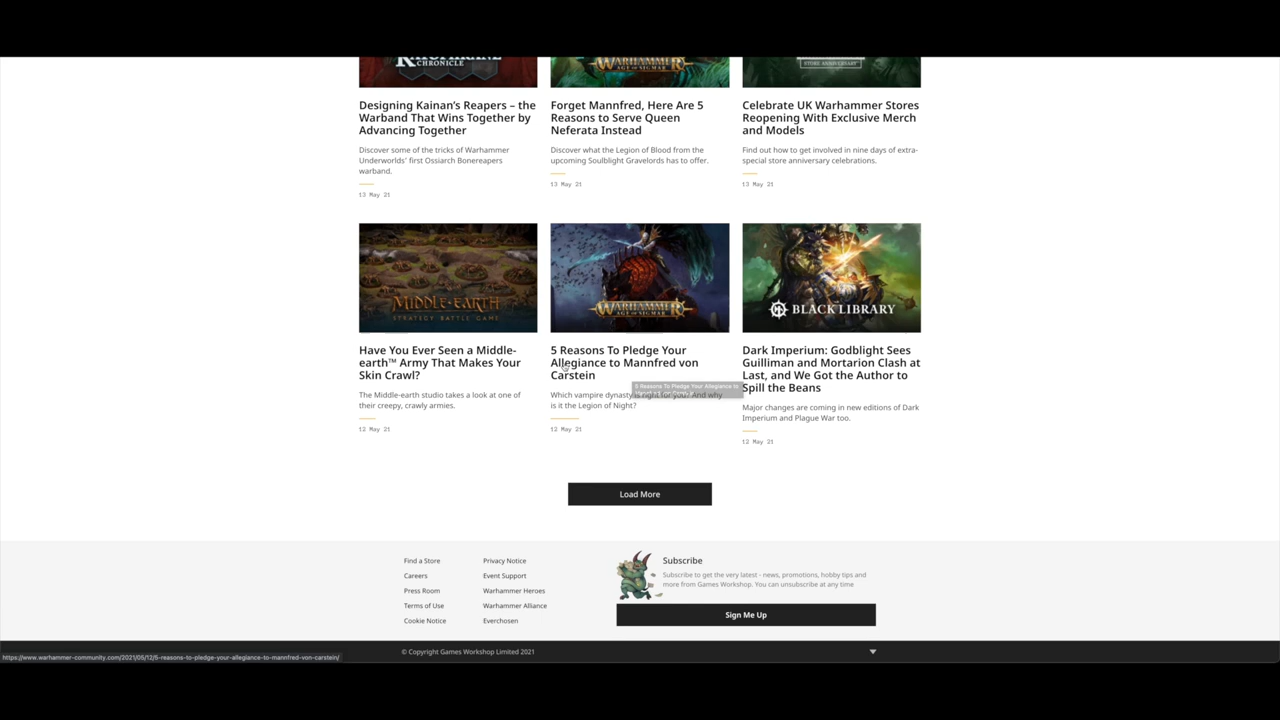 CHRONICLE
WARHAMMER
AGE OF SIGMAR
STORE ANNIVERSARY
Designing Kainan's Reapers – the
Warband That Wins Together by
Advancing Together
Discover some of the tricks of Warhammer
Underworlds' first Ossiarch Bonereapers
warband.
13 May 21
Forget Mannfred, Here Are 5
Reasons to Serve Queen
Neferata Instead
Discover what the Legion of Blood from the
upcoming Soulblight Gravelords has to offer.
13 May 21
Celebrate UK Warhammer Stores
Reopening With Exclusive Merch
and Models
Find out how to get involved in nine days of extra-
special store anniversary celebrations.
13 May 21
MIDDLE-EARTH
STRATEGY BATTLE GAME
Have You Ever Seen a Middle-
earth™ Army That Makes Your
Skin Crawl?
The Middle-earth studio takes a look at one of
their creepy, crawly armies.
12 May 21
WARHAMMER
AGE OF SIGMAR
5 Reasons To Pledge Your
Allegiance to Mannfred von
Carstein
5 Reasons To Pledge Your Allegiance to
Which vampire dynasty is right for you? And why
is it the Legion of Night?
12 May 21
BLACK LIBRARY
Dark Imperium: Godblight Sees
Guilliman and Mortarion Clash at
Last, and We Got the Author to
Spill the Beans
Major changes are coming in new editions of Dark
Imperium and Plague War too.
12 May 21
Load More
Find a Store
Careers
Press Room
Terms of Use
Cookie Notice
Privacy Notice
Event Support
Warhammer Heroes
Warhammer Alliance
Everchosen
Subscribe
Subscribe to get the very latest - news, promotions, hobby tips and
more from Games Workshop. You can unsubscribe at any time
Sign Me Up
© Copyright Games Workshop Limited 2021
https://www.warhammer-community.com/2021/05/12/5-reasons-to-pledge-your-allegiance-to-mannfred-von-carstein/